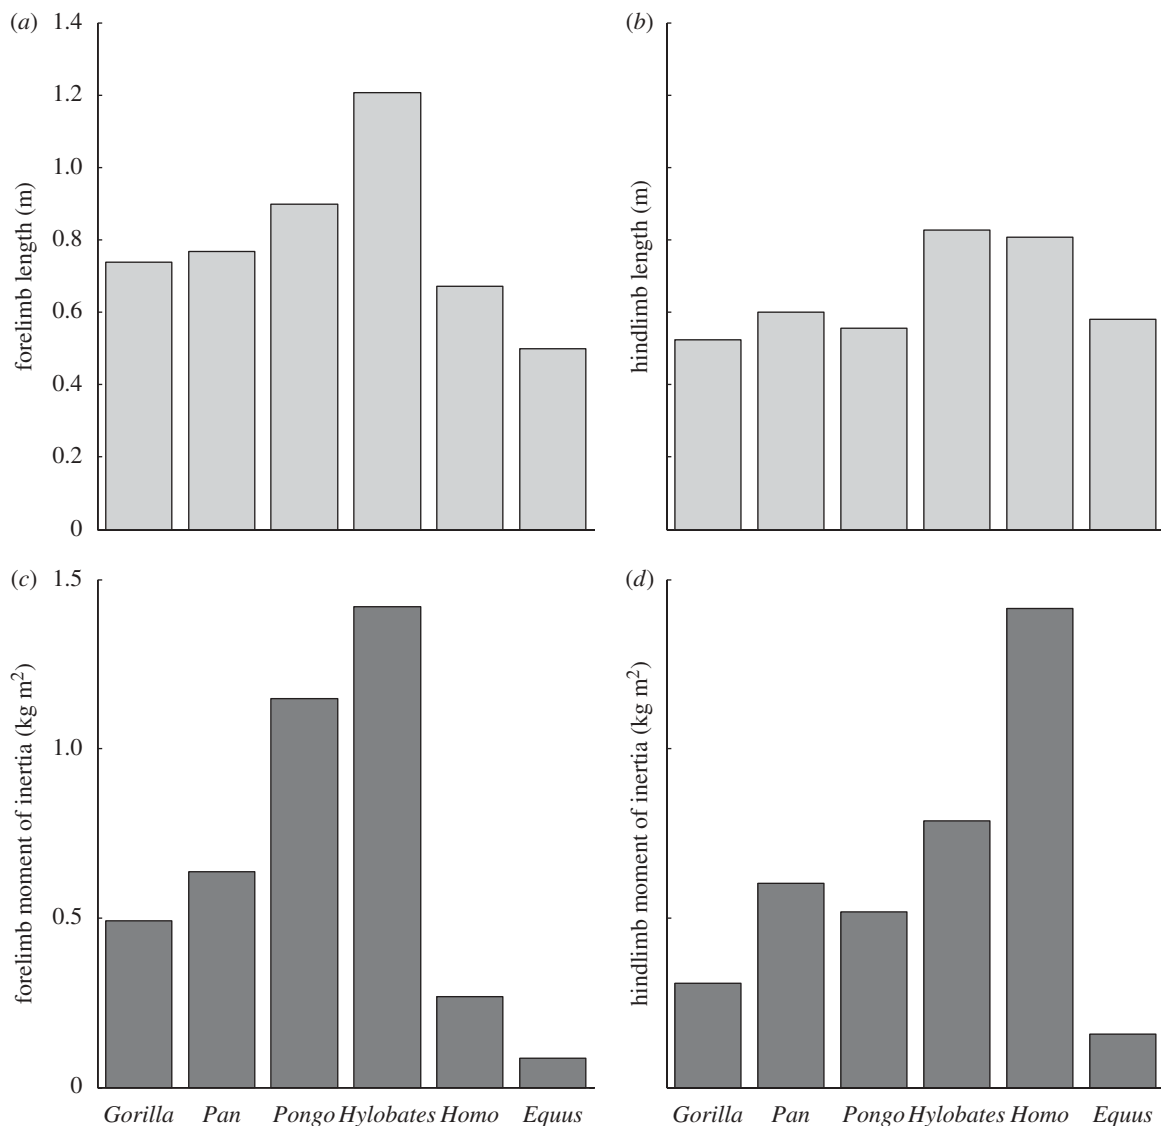 (a)
1.4
1.2
1.0
0.8
0.6
0.4
0.2
0
forelimb length (m)
(b)
hindlimb length (m)
(c)
1.5
1.0
0.5
0
forelimb moment of inertia (kg m²)
Gorilla Pan Pongo Hylobates Homo Equus
(d)
hindlimb moment of inertia (kg m²)
Gorilla Pan Pongo Hylobates Homo Equus